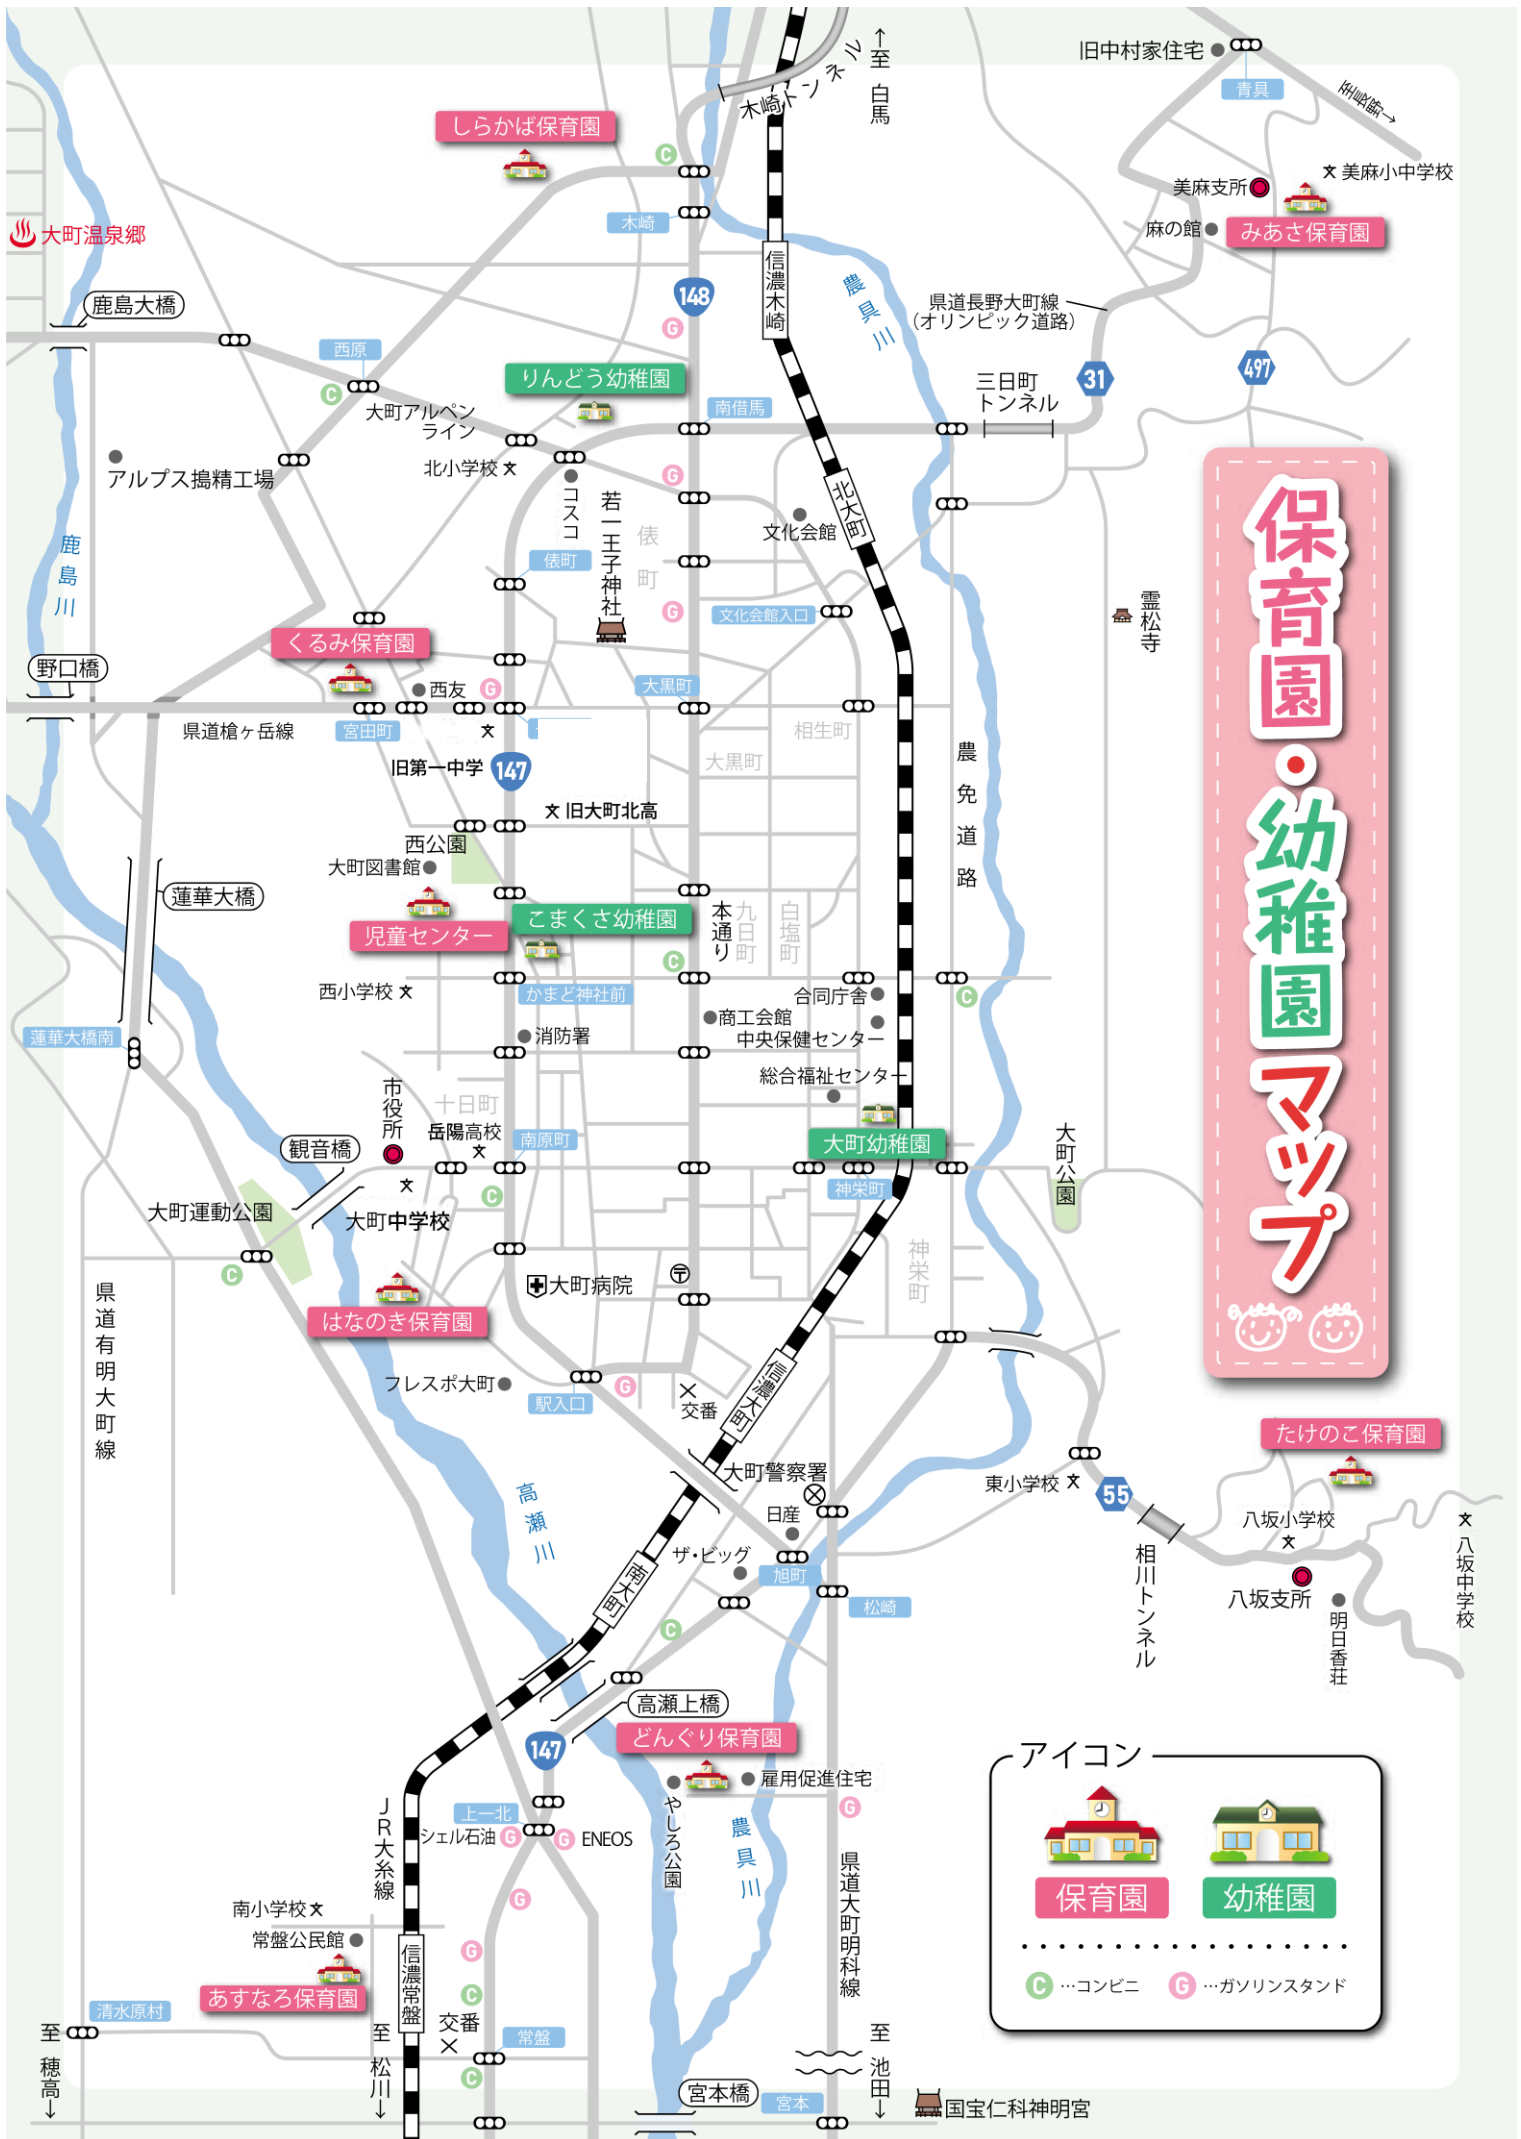 木崎トンネル
↑至 白馬
旧中村家住宅
青具
至長野→
しらかば保育園
C
美麻小中学校
美麻支所
麻の館
みあさ保育園
木崎
大町温泉郷
信濃木崎
農具川
148
G
鹿島大橋
県道長野大町線
(オリンピック道路)
西原
C
りんどう幼稚園
31
497
三日町
トンネル
大町アルペン
ライン
南借馬
北小学校
アルプス搗精工場
コスコ
G
北大町
文化会館
若一王子神社
俵町
俵町
鹿島川
G
文化会館入口
霊松寺
くるみ保育園
野口橋
西友
G
大黒町
県道槍ヶ岳線
宮田町
相生町
大黒町
旧第一中学
147
農免道路
旧大町北高
西公園
大町図書館
蓮華大橋
児童センター
こまくさ幼稚園
本通り
九日町
白塩町
C
西小学校
かまど神社前
合同庁舎
C
商工会館
中央保健センター
消防署
蓮華大橋南
総合福祉センター
市役所
十日町
岳陽高校
南原町
大町幼稚園
観音橋
神栄町
大町公園
C
大町運動公園
大町中学校
C
神栄町
大町病院
〒
はなのき保育園
県道有明大町線
フレスポ大町
駅入口
G
交番
信濃大町
保育園・幼稚園マップ
大町警察署
日産
東小学校
55
たけのこ保育園
八坂小学校
八坂中学校
高瀬川
ザ・ビッグ
旭町
松崎
南大町
相川トンネル
八坂支所
明日香荘
C
高瀬上橋
どんぐり保育園
147
雇用促進住宅
やしろ公園
G
農具川
上一北
シェル石油
G
G
ENEOS
JR大糸線
G
県道大町明科線
南小学校
常盤公民館
G
信濃常盤
C
あすなろ保育園
清水原村
交番
常盤
C
至 穂高↓
至 松川↓
至 池田↓
宮本橋
宮本
国宝仁科神明宮
アイコン
保育園
幼稚園
C…コンビニ
G…ガソリンスタンド